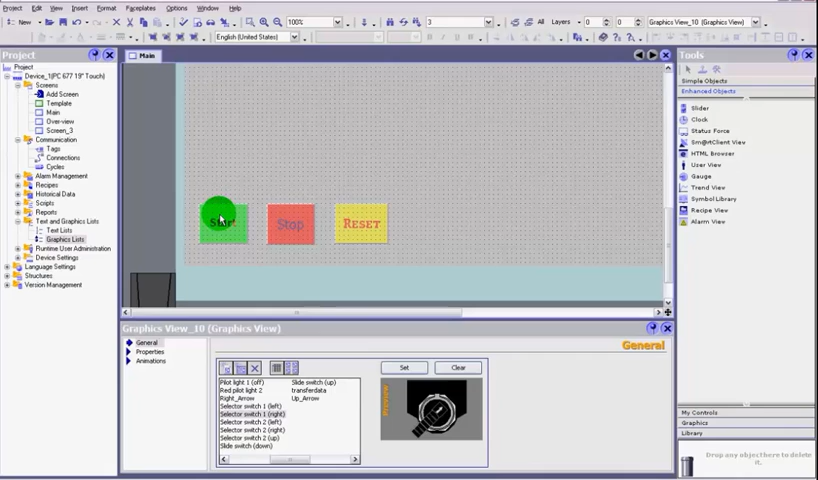 Project Edit View Insert Format Faceplates Options Window Help
New 100% 3 Layers 0 0 Graphics View_10 (Graphics View)
English (United States)
Project
Project
Device_1(PC 677 19" Touch)
Screens
Add Screen
Template
Main
Over-view
Screen_3
Communication
Tags
Connections
Cycles
Alarm Management
Recipes
Historical Data
Scripts
Reports
Text and Graphics Lists
Text Lists
Graphics Lists
Runtime User Administration
Device Settings
Language Settings
Structures
Version Management
Main
Start
Stop
RESET
Graphics View_10 (Graphics View)
General
Properties
Animations
General
Pilot light 1 (off)
Red pilot light 2
Right_Arrow
Selector switch 1 (left)
Selector switch 1 (right)
Selector switch 2 (left)
Selector switch 2 (right)
Selector switch 2 (up)
Slide switch (down)
Slide switch (up)
transferdata
Up_Arrow
Set
Clear
Preview
Tools
Simple Objects
Enhanced Objects
Slider
Clock
Status Force
Sm@rtClient View
HTML Browser
User View
Gauge
Trend View
Symbol Library
Recipe View
Alarm View
My Controls
Graphics
Library
Drop any object here to delete
it.